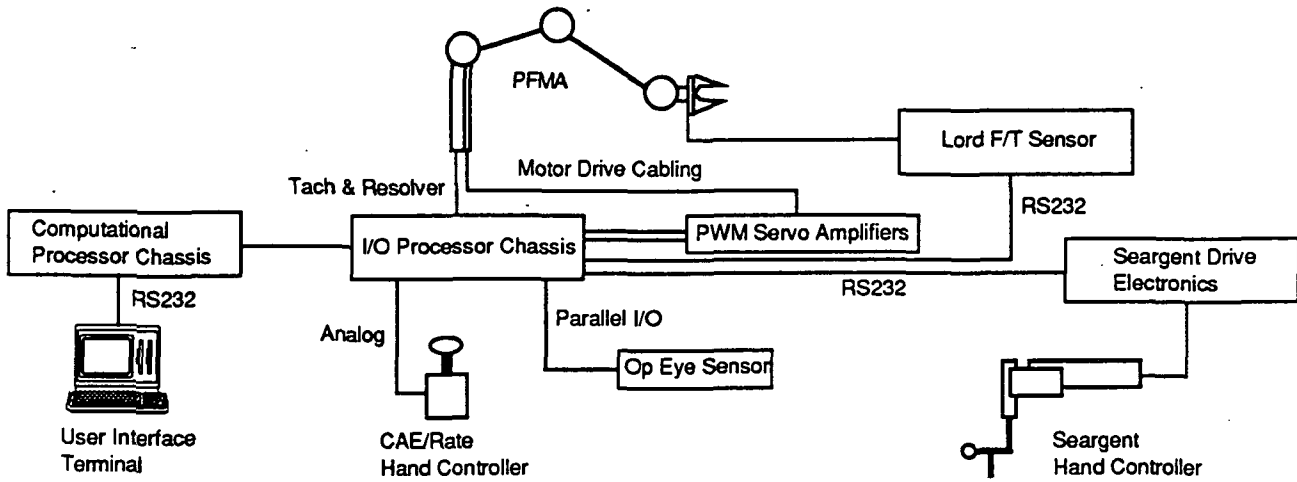 PFMA
Lord F/T Sensor
Motor Drive Cabling
Tach & Resolver
RS232
Computational
Processor Chassis
I/O Processor Chassis
PWM Servo Amplifiers
Seargent Drive
Electronics
RS232
RS232
Analog
Parallel I/O
Op Eye Sensor
User Interface
Terminal
CAE/Rate
Hand Controller
Seargent
Hand Controller